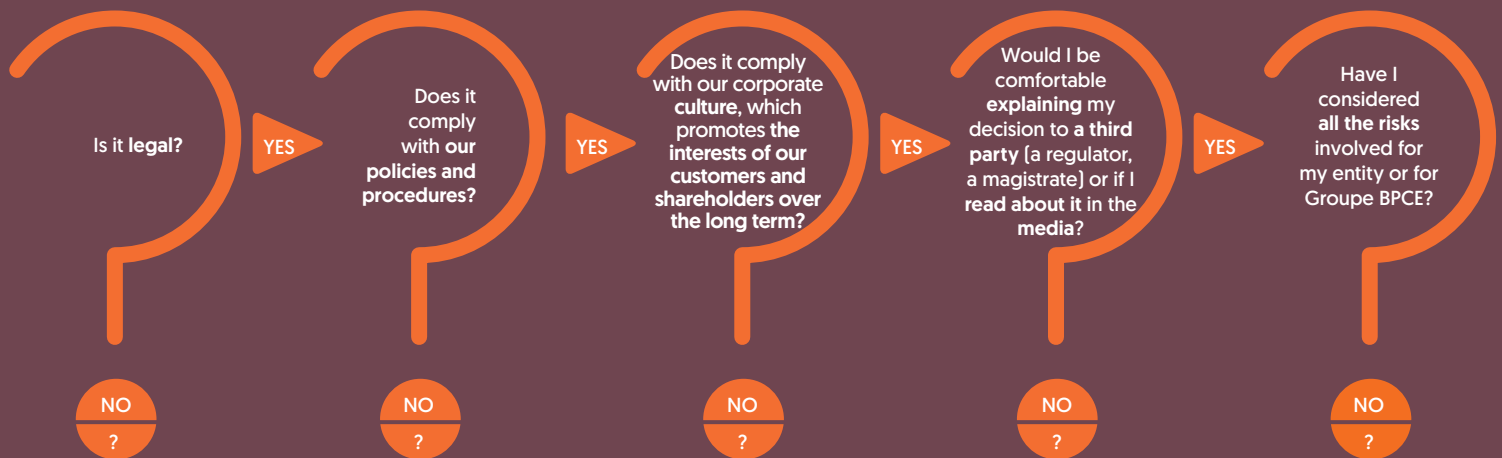 Is it legal?
YES
Does it
comply
with our
policies and
procedures?
YES
Does it comply
with our corporate
culture, which
promotes the
interests of our
customers and
shareholders over
the long term?
YES
Would I be
comfortable
explaining my
decision to a third
party (a regulator,
a magistrate) or if I
read about it in the
media?
YES
Have I
considered
all the risks
involved for
my entity or for
Groupe BPCE?
NO
?
NO
?
NO
?
NO
?
NO
?